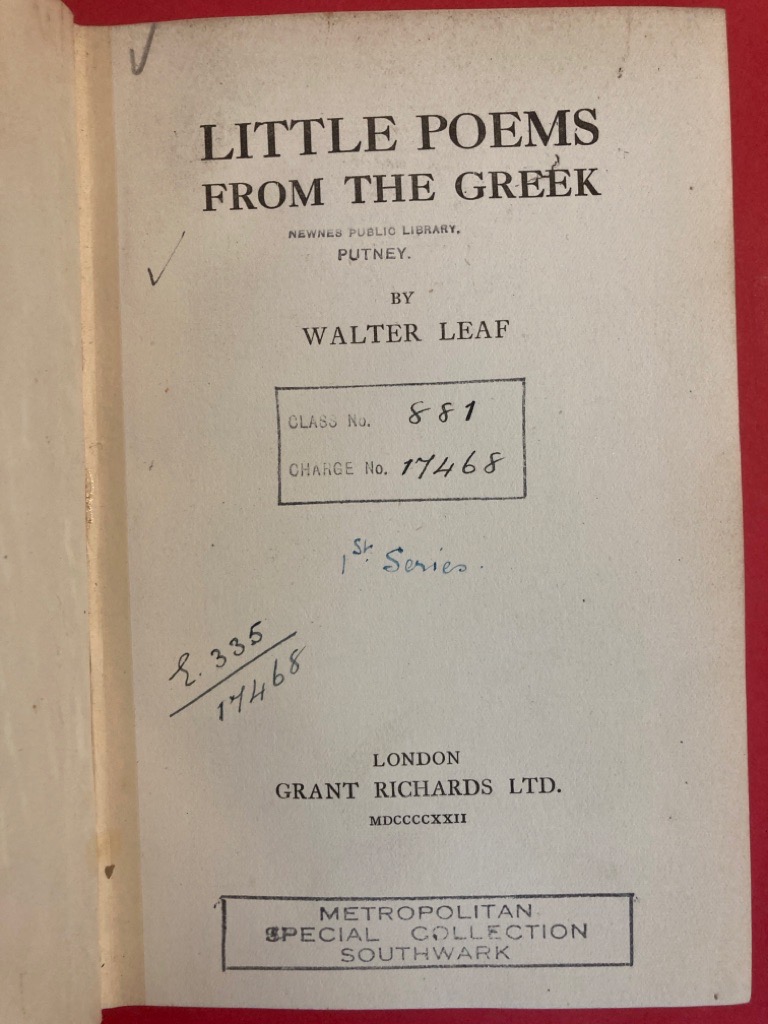 LITTLE POEMS
FROM THE GREEK
NEWNES PUBLIC LIBRARY,
PUTNEY.
BY
WALTER LEAF
CLASS No. 881
CHARGE No. 17468
1st Series.
E. 335
17468
LONDON
GRANT RICHARDS LTD.
MDCCCCXXII
METROPOLITAN
SPECIAL COLLECTION
SOUTHWARK